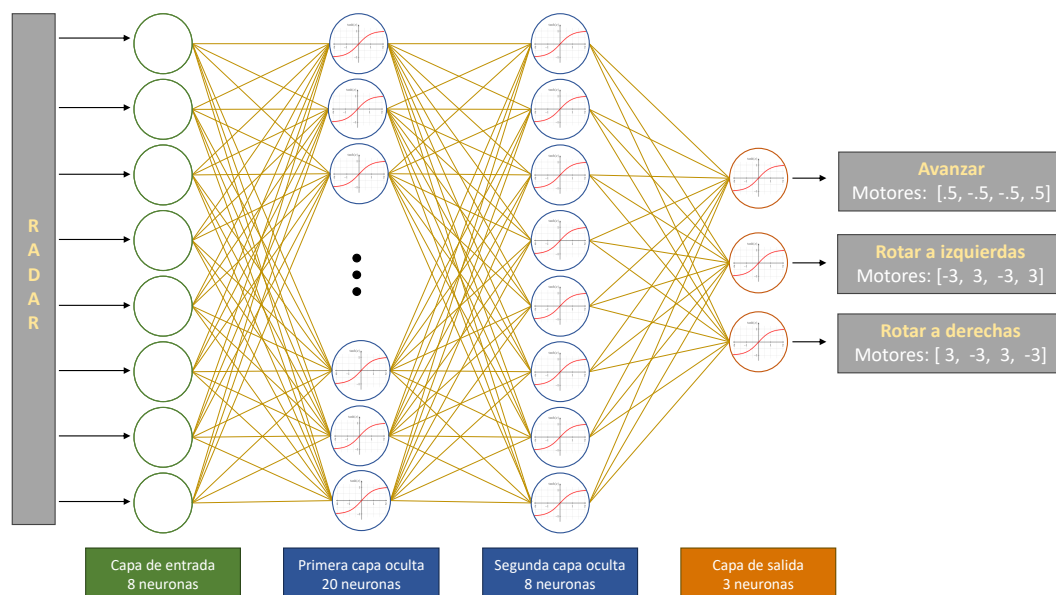 R
A
D
A
R
Avanzar
Motores: [.5, -.5, -.5, .5]
Rotar a izquierdas
Motores: [-3, 3, -3, 3]
Rotar a derechas
Motores: [ 3, -3, 3, -3]
Capa de entrada
8 neuronas
Primera capa oculta
20 neuronas
Segunda capa oculta
8 neuronas
Capa de salida
3 neuronas